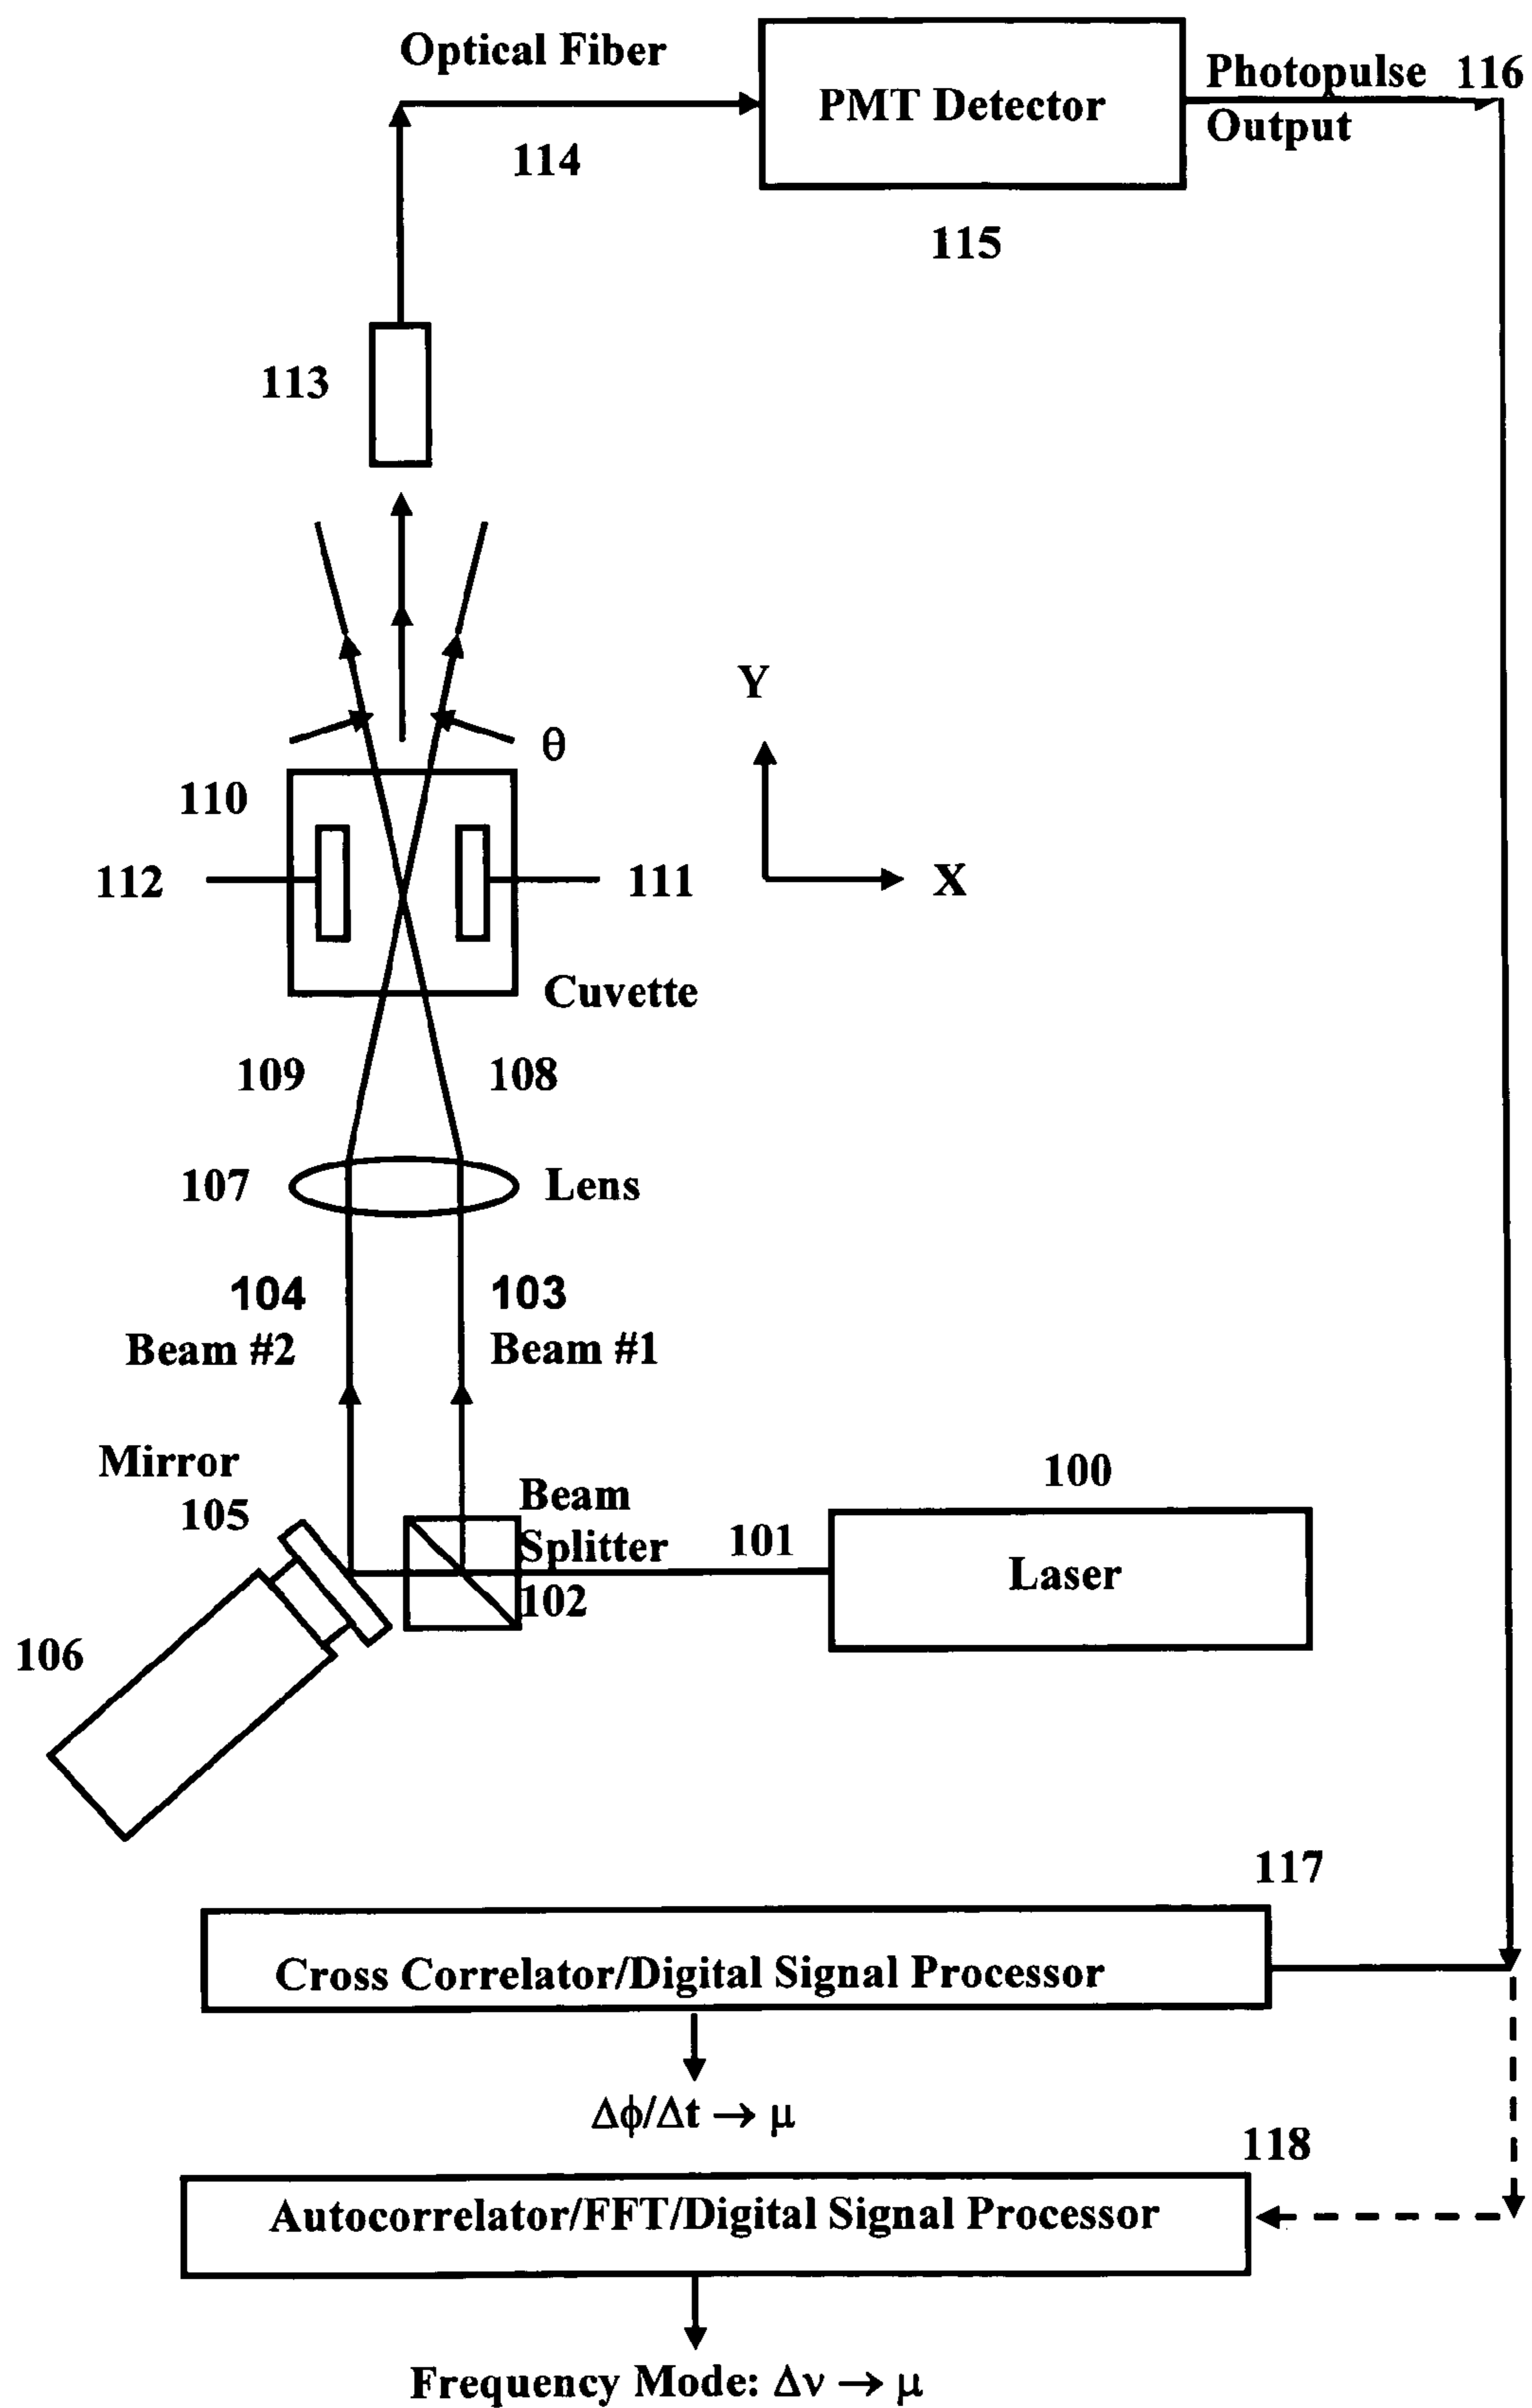 Optical Fiber
PMT Detector
Photopulse 116
Output
114
115
113
Y
θ
110
112
111
X
Cuvette
109
108
107
Lens
104
103
Beam #2
Beam #1
Mirror
105
100
Beam
Splitter
102
101
Laser
106
117
Cross Correlator/Digital Signal Processor
Δϕ/Δt → μ
118
Autocorrelator/FFT/Digital Signal Processor
Frequency Mode: Δν → μ